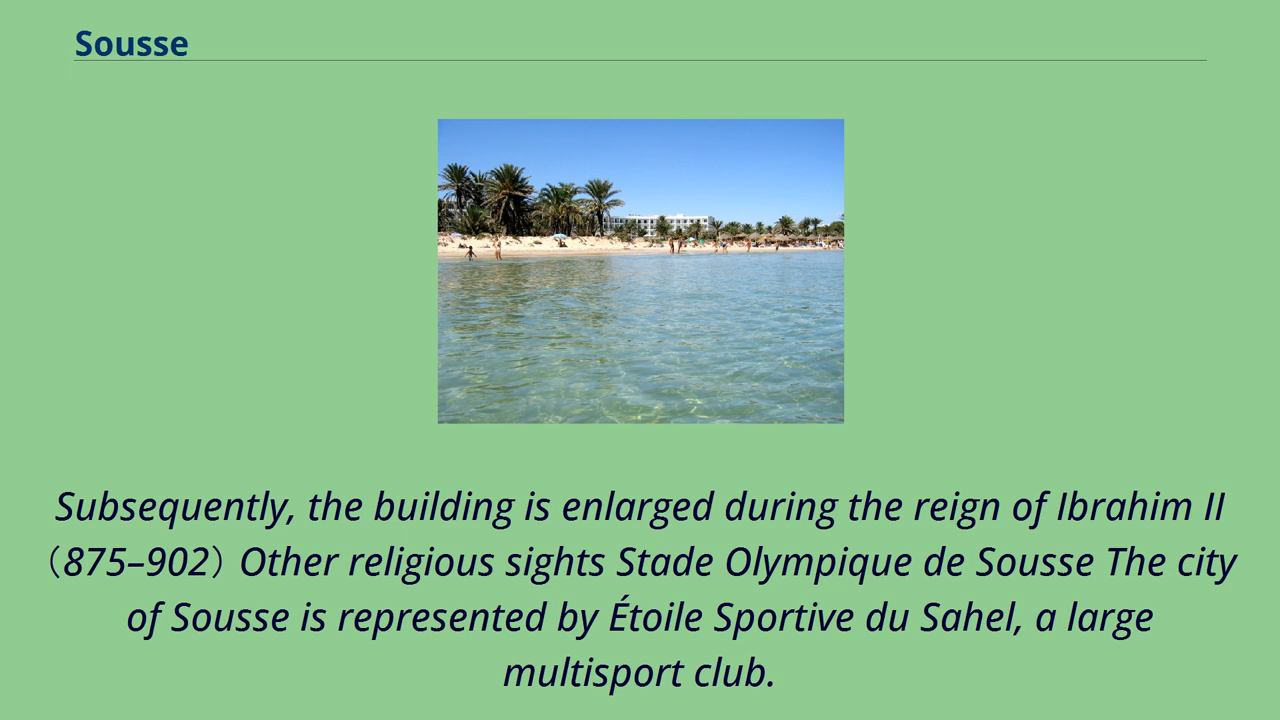 Sousse
Subsequently, the building is enlarged during the reign of Ibrahim II
（875–902）Other religious sights Stade Olympique de Sousse The city
of Sousse is represented by Étoile Sportive du Sahel, a large
multisport club.